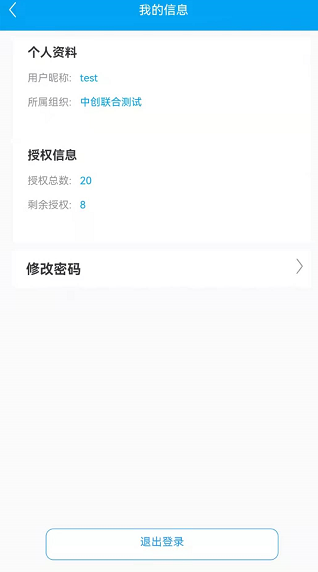 我的信息
个人资料
用户昵称: test
所属组织: 中创联合测试
授权信息
授权总数: 20
剩余授权: 8
修改密码
退出登录